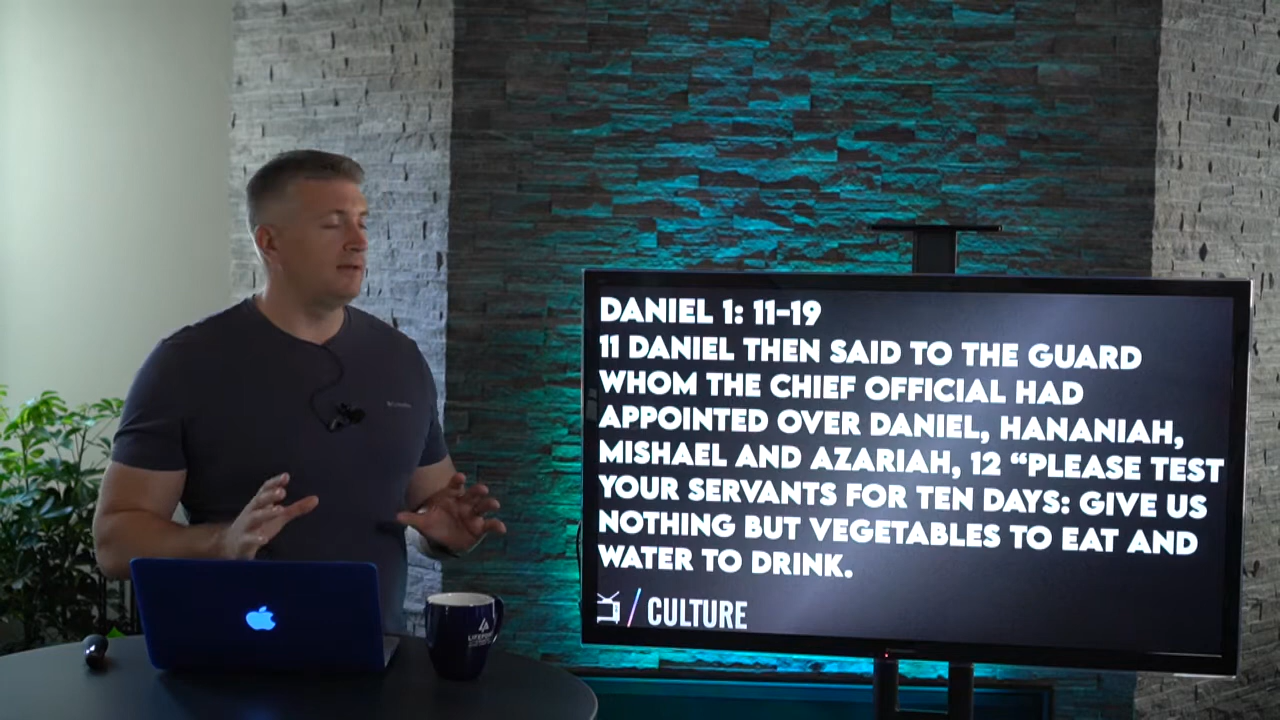 DANIEL 1: 11-19
11 DANIEL THEN SAID TO THE GUARD
WHOM THE CHIEF OFFICIAL HAD
APPOINTED OVER DANIEL, HANANIAH,
MISHAEL AND AZARIAH, 12 “PLEASE TEST
YOUR SERVANTS FOR TEN DAYS: GIVE US
NOTHING BUT VEGETABLES TO EAT AND
WATER TO DRINK.
/ CULTURE